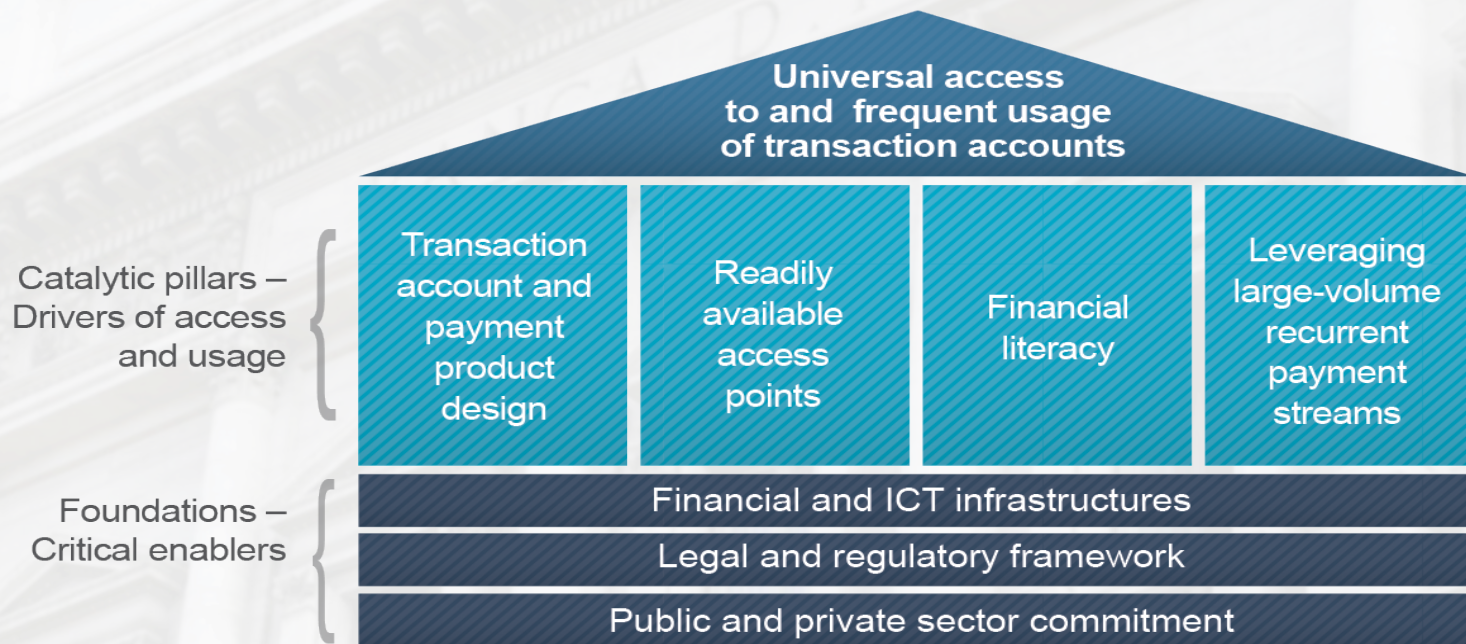 Universal access
to and frequent usage
of transaction accounts
Catalytic pillars –
Drivers of access
and usage
Transaction
account and
payment
product
design
Readily
available
access
points
Financial
literacy
Leveraging
large-volume
recurrent
payment
streams
Foundations –
Critical enablers
Financial and ICT infrastructures
Legal and regulatory framework
Public and private sector commitment